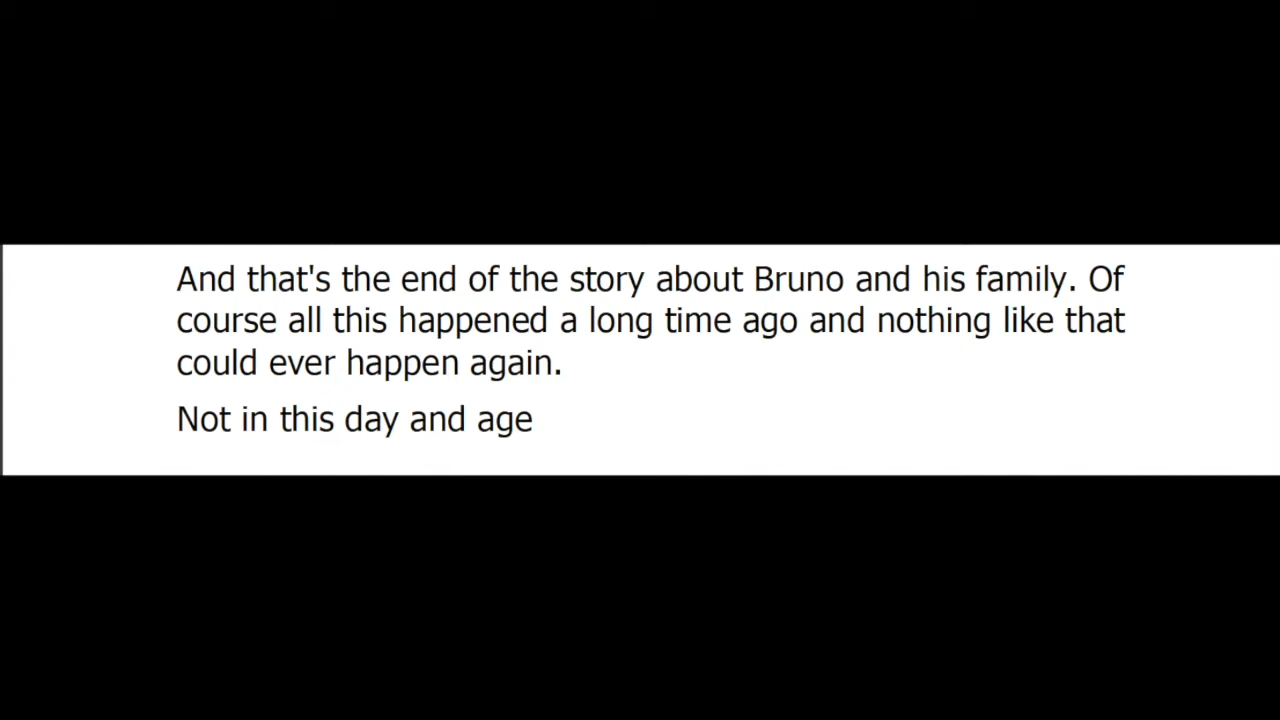 And that's the end of the story about Bruno and his family. Of
course all this happened a long time ago and nothing like that
could ever happen again.
Not in this day and age